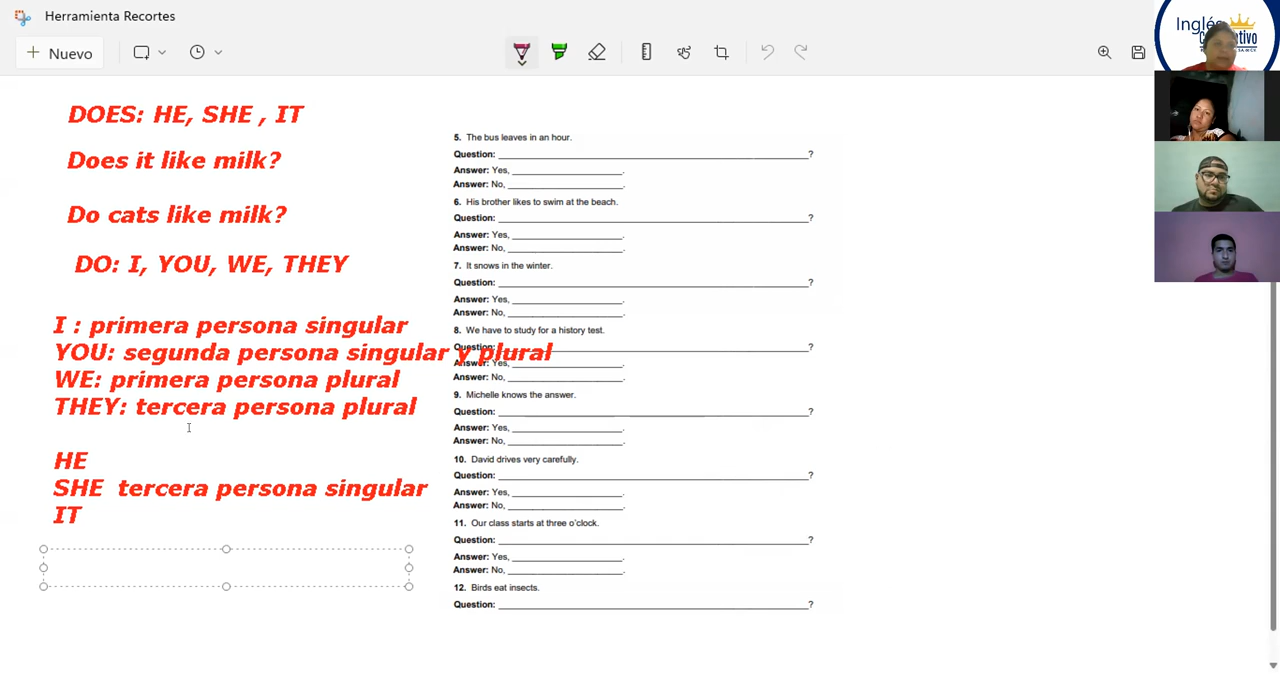 Herramienta Recortes
Nuevo
DOES: HE, SHE , IT
Does it like milk?
Do cats like milk?
DO: I, YOU, WE, THEY
I : primera persona singular
YOU: segunda persona singular y plural
WE: primera persona plural
THEY: tercera persona plural
HE
SHE tercera persona singular
IT
5. The bus leaves in an hour.
Question: ?
Answer: Yes, .
Answer: No, .
6. His brother likes to swim at the beach.
Question: ?
Answer: Yes, .
Answer: No, .
7. It snows in the winter.
Question: ?
Answer: Yes, .
Answer: No, .
8. We have to study for a history test.
Question: ?
Answer: Yes, .
Answer: No, .
9. Michelle knows the answer.
Question: ?
Answer: Yes, .
Answer: No, .
10. David drives very carefully.
Question: ?
Answer: Yes, .
Answer: No, .
11. Our class starts at three o'clock.
Question: ?
Answer: Yes, .
Answer: No, .
12. Birds eat insects.
Question: ?
Inglés